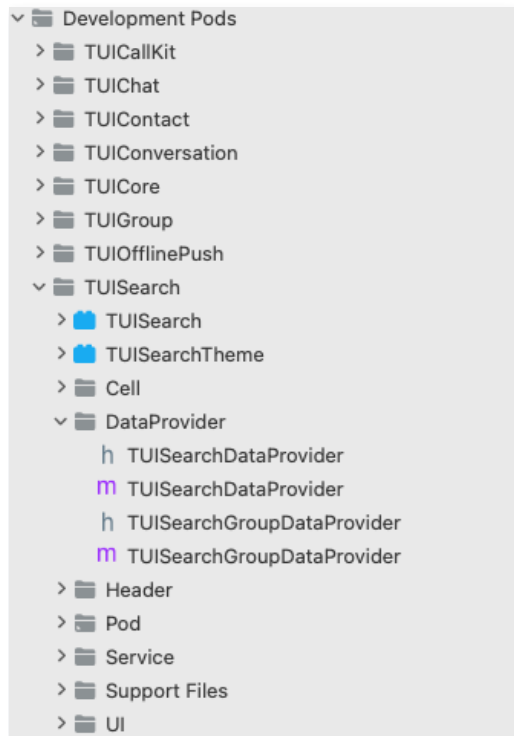 Development Pods
TUICallKit
TUIChat
TUIContact
TUIConversation
TUICore
TUIGroup
TUIOfflinePush
TUISearch
TUISearch
TUISearchTheme
Cell
DataProvider
h TUISearchDataProvider
m TUISearchDataProvider
h TUISearchGroupDataProvider
m TUISearchGroupDataProvider
Header
Pod
Service
Support Files
UI